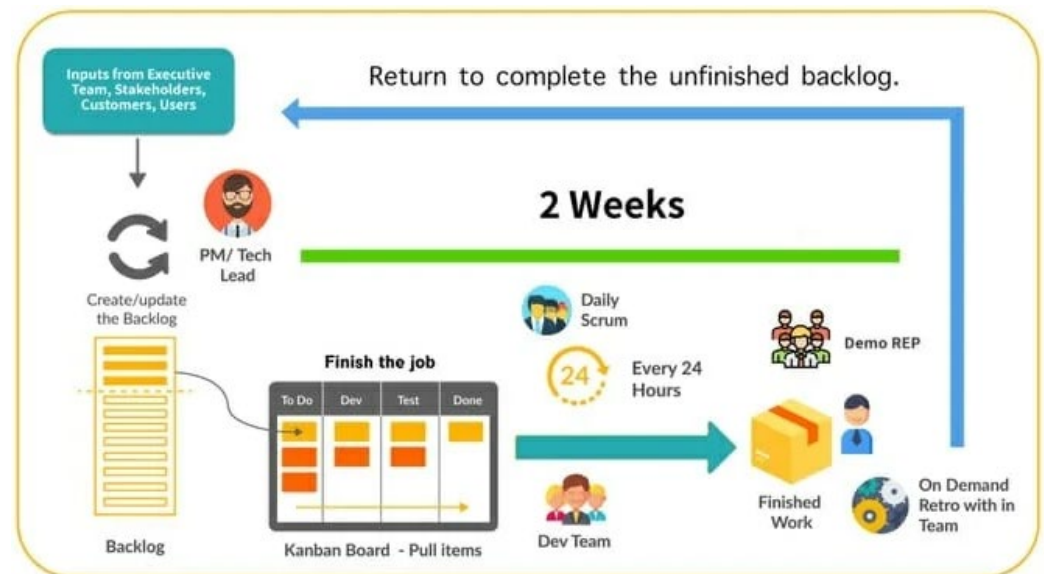 Inputs from Executive
Team, Stakeholders,
Customers, Users
Return to complete the unfinished backlog.
2 Weeks
PM/ Tech
Lead
Create/update
the Backlog
Daily
Scrum
Demo REP
Finish the job
24
Every 24
Hours
To Do
Dev
Test
Done
Finished
Work
On Demand
Retro with in
Team
Dev Team
Backlog
Kanban Board - Pull items